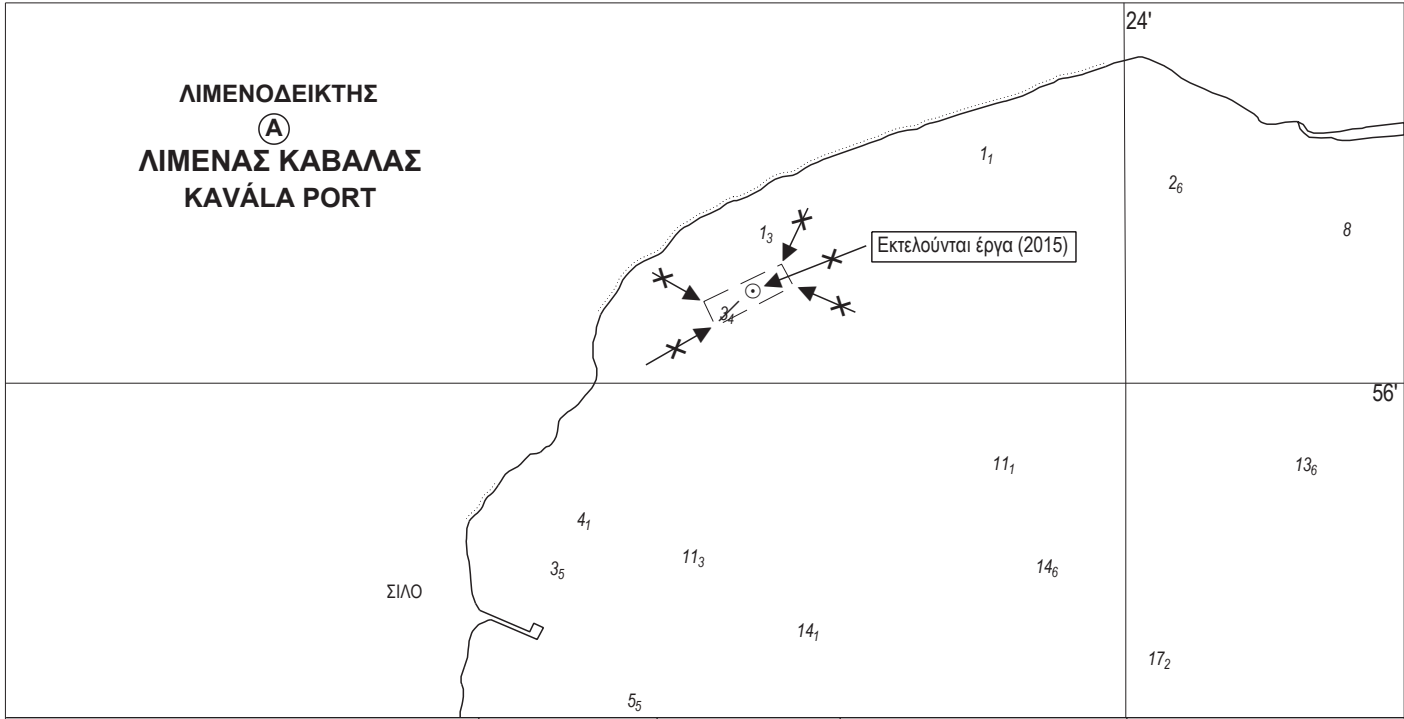 24'
ΛΙΜΕΝΟΔΕΙΚΤΗΣ
A
ΛΙΜΕΝΑΣ ΚΑΒΑΛΑΣ
KAVÁLA PORT
1₁
2₆
1₃
8
Εκτελούνται έργα (2015)
3₄
56'
11₁
13₆
4₁
11₃
3₅
14₆
ΣΙΛΟ
14₁
17₂
5₅